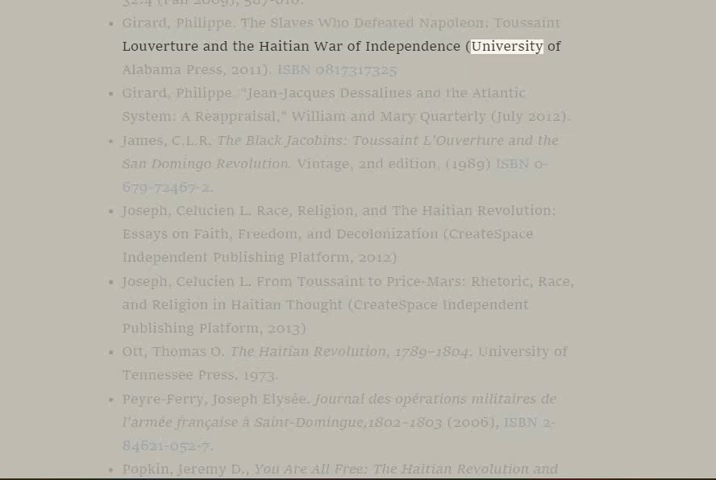 32.4 (Fall 2009), 567–618.
Girard, Philippe. The Slaves Who Defeated Napoleon: Toussaint
Louverture and the Haitian War of Independence (University of
Alabama Press, 2011). ISBN 0817317325
Girard, Philippe. "Jean-Jacques Dessalines and the Atlantic
System: A Reappraisal," William and Mary Quarterly (July 2012).
James, C.L.R. The Black Jacobins: Toussaint L'Ouverture and the
San Domingo Revolution. Vintage, 2nd edition. (1989) ISBN 0-
679-72467-2.
Joseph, Celucien L. Race, Religion, and The Haitian Revolution:
Essays on Faith, Freedom, and Decolonization (CreateSpace
Independent Publishing Platform, 2012)
Joseph, Celucien L. From Toussaint to Price-Mars: Rhetoric, Race,
and Religion in Haitian Thought (CreateSpace Independent
Publishing Platform, 2013)
Ott, Thomas O. The Haitian Revolution, 1789–1804. University of
Tennessee Press. 1973.
Peyre-Ferry, Joseph Elysée. Journal des opérations militaires de
l'armée française à Saint-Domingue,1802–1803 (2006), ISBN 2-
84621-052-7.
Popkin, Jeremy D., You Are All Free: The Haitian Revolution and